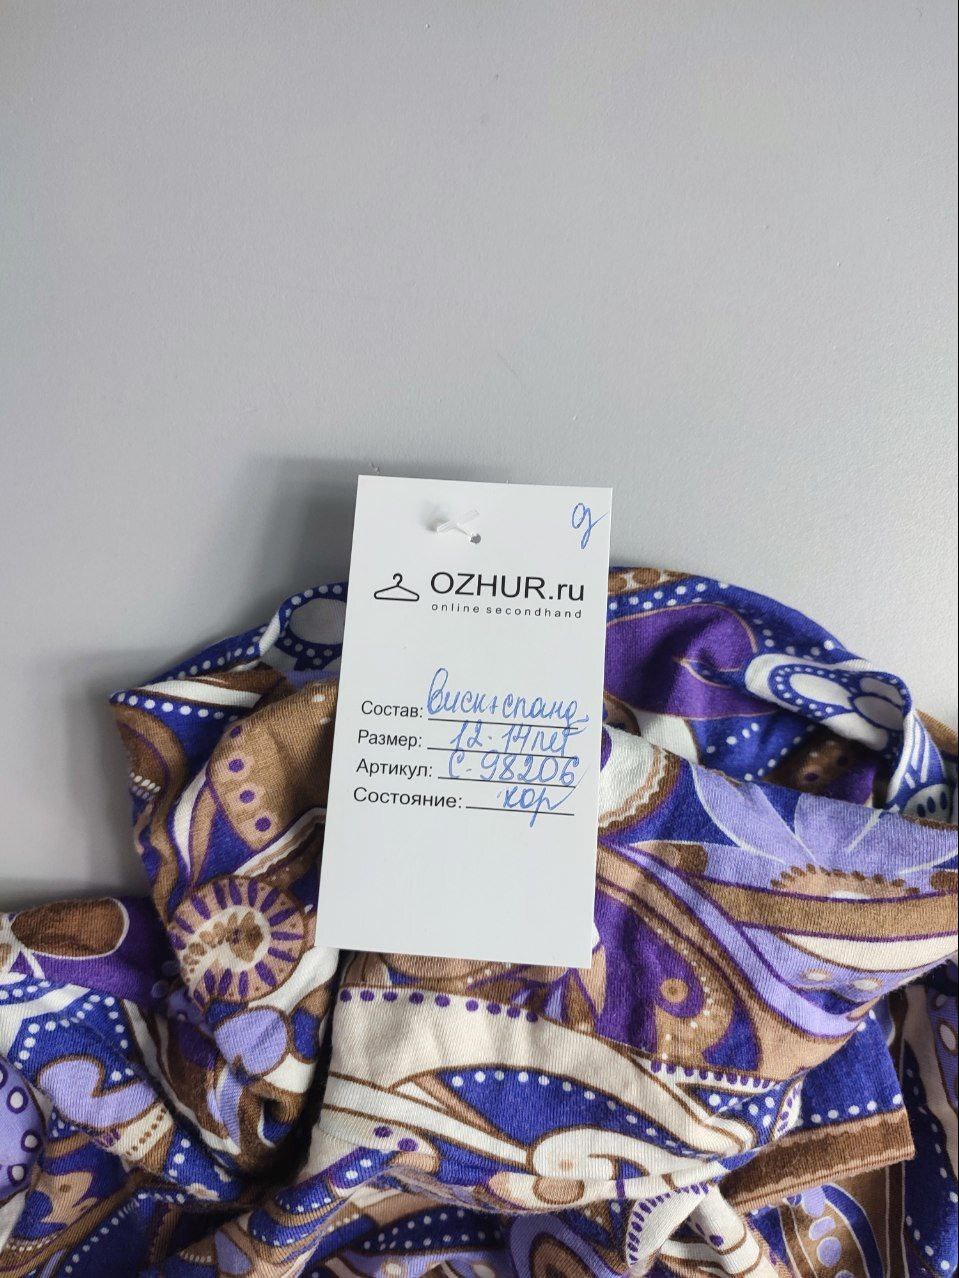 g
OZHUR.ru
online secondhand
Состав: виск+спанд
Размер: 12-14лет
Артикул: С-98206
Состояние: хор